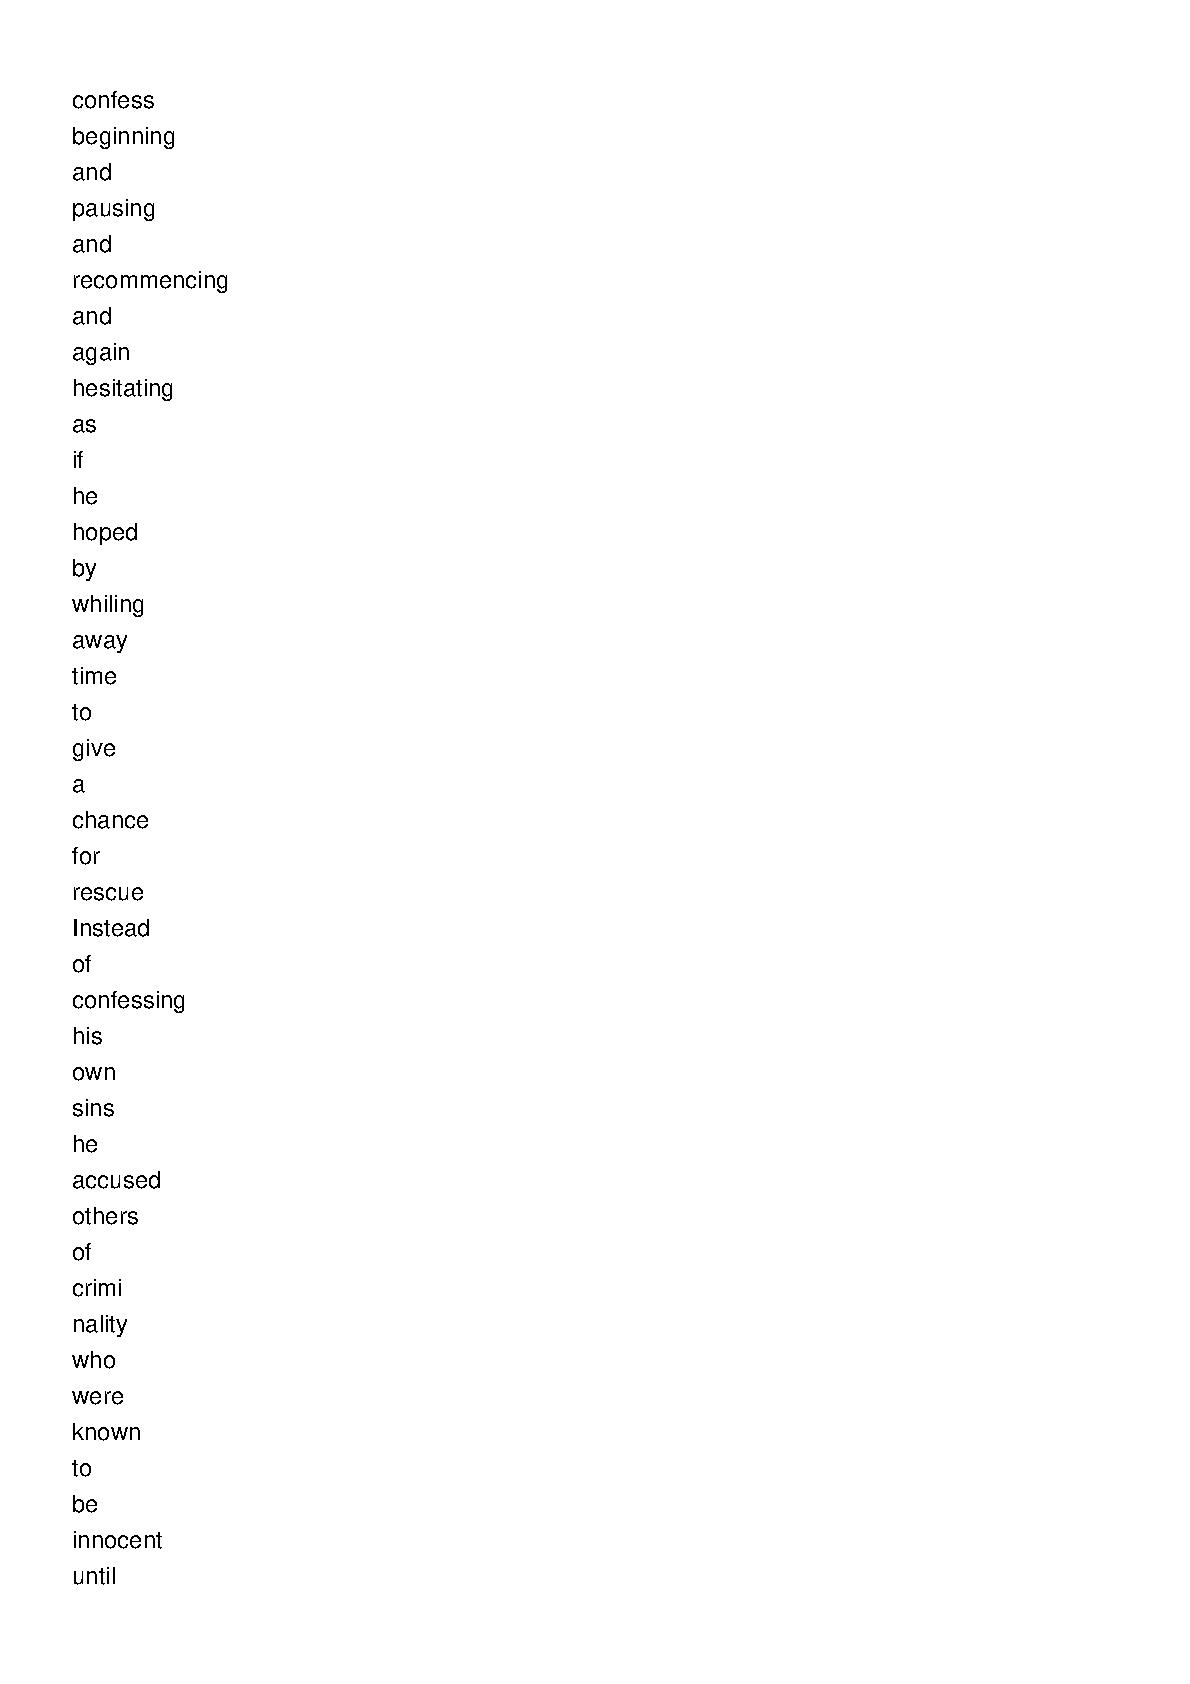 confess
beginning
and
pausing
and
recommencing
and
again
hesitating
as
if
he
hoped
by
whiling
away
time
to
give
a
chance
for
rescue
Instead
of
confessing
his
own
sins
he
accused
others
of
crimi
nality
who
were
known
to
be
innocent
until